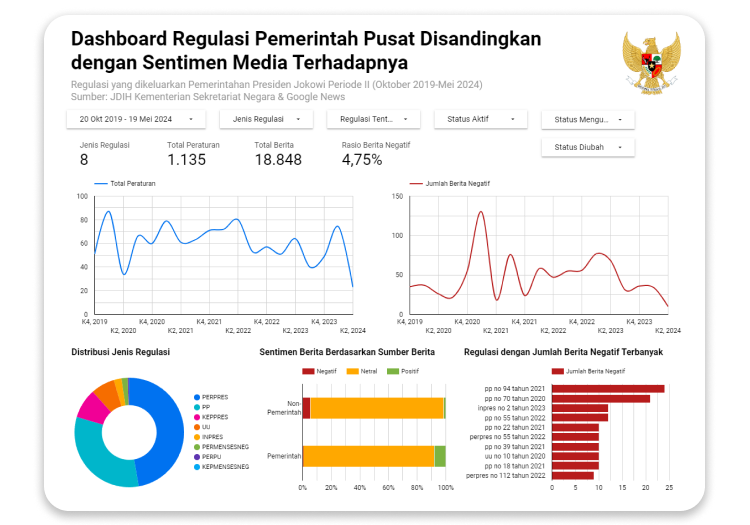 Dashboard Regulasi Pemerintah Pusat Disandingkan
dengan Sentimen Media Terhadapnya
Regulasi yang dikeluarkan Pemerintahan Presiden Jokowi Periode II (Oktober 2019-Mei 2024)
Sumber: JDIH Kementerian Sekretariat Negara & Google News
20 Okt 2019 - 19 Mei 2024
Jenis Regulasi
Regulasi Tent...
Status Aktif
Status Mengu...
Status Diubah
Jenis Regulasi
8
Total Peraturan
1.135
Total Berita
18.848
Rasio Berita Negatif
4,75%
Total Peraturan
100
80
60
40
20
0
K4, 2019
K2, 2020
K4, 2020
K2, 2021
K4, 2021
K2, 2022
K4, 2022
K2, 2023
K4, 2023
K2, 2024
Jumlah Berita Negatif
150
100
50
0
K4, 2019
K2, 2020
K4, 2020
K2, 2021
K4, 2021
K2, 2022
K4, 2022
K2, 2023
K4, 2023
K2, 2024
Distribusi Jenis Regulasi
PERPRES
PP
KEPPRES
UU
INPRES
PERMENSESNEG
PERPU
KEPMENSESNEG
Sentimen Berita Berdasarkan Sumber Berita
Negatif
Netral
Positif
Non-
Pemerintah
Pemerintah
0%
20%
40%
60%
80%
100%
Regulasi dengan Jumlah Berita Negatif Terbanyak
Jumlah Berita Negatif
pp no 94 tahun 2021
pp no 70 tahun 2020
inpres no 2 tahun 2023
pp no 55 tahun 2022
pp no 22 tahun 2021
perpres no 55 tahun 2022
pp no 39 tahun 2021
uu no 10 tahun 2020
pp no 18 tahun 2021
perpres no 112 tahun 2022
0
5
10
15
20
25